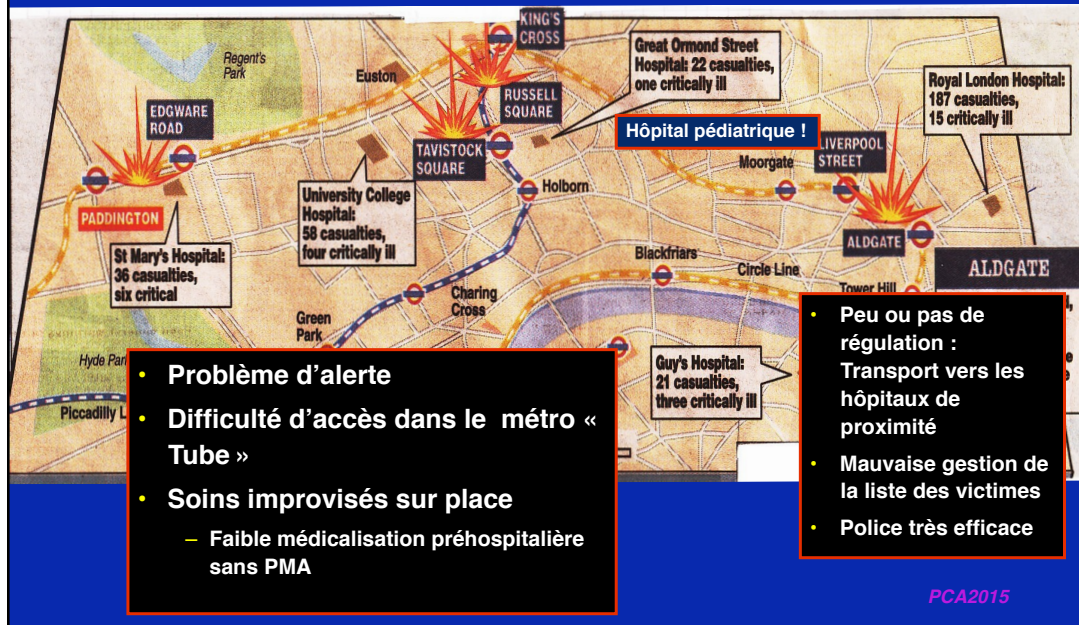 KING'S
CROSS
Regent's
Park
Euston
Great Ormond Street
Hospital: 22 casualties,
one critically ill
Royal London Hospital:
187 casualties,
15 critically ill
EDGWARE
ROAD
RUSSELL
SQUARE
Hôpital pédiatrique !
TAVISTOCK
SQUARE
LIVERPOOL
STREET
Moorgate
PADDINGTON
University College
Hospital:
58 casualties,
four critically ill
Holborn
St Mary's Hospital:
36 casualties,
six critical
ALDGATE
Blackfriars
Circle Line
ALDGATE
Tower Hill
Charing
Cross
Green
Park
Hyde Par
Piccadilly L
Guy's Hospital:
21 casualties,
three critically ill
• Problème d'alerte
• Difficulté d'accès dans le métro «
Tube »
• Soins improvisés sur place
– Faible médicalisation préhospitalière
sans PMA
• Peu ou pas de
régulation :
Transport vers les
hôpitaux de
proximité
• Mauvaise gestion de
la liste des victimes
• Police très efficace
PCA2015